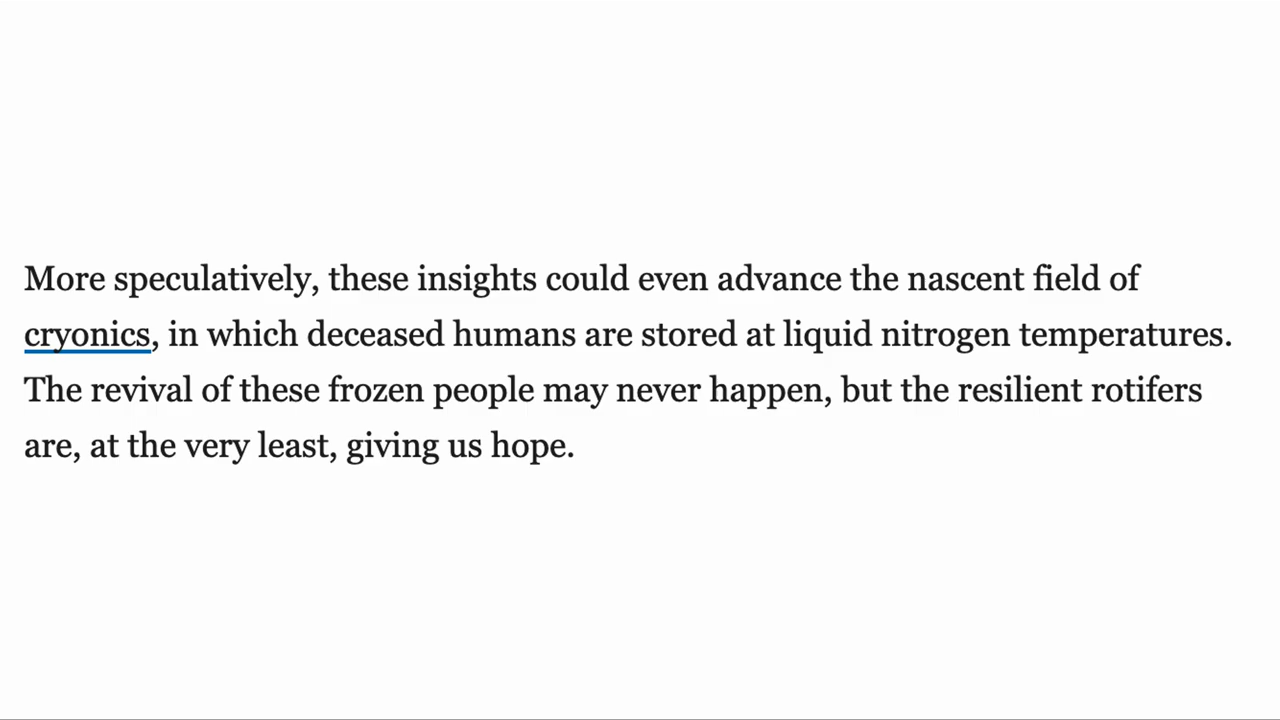 More speculatively, these insights could even advance the nascent field of
cryonics, in which deceased humans are stored at liquid nitrogen temperatures.
The revival of these frozen people may never happen, but the resilient rotifers
are, at the very least, giving us hope.